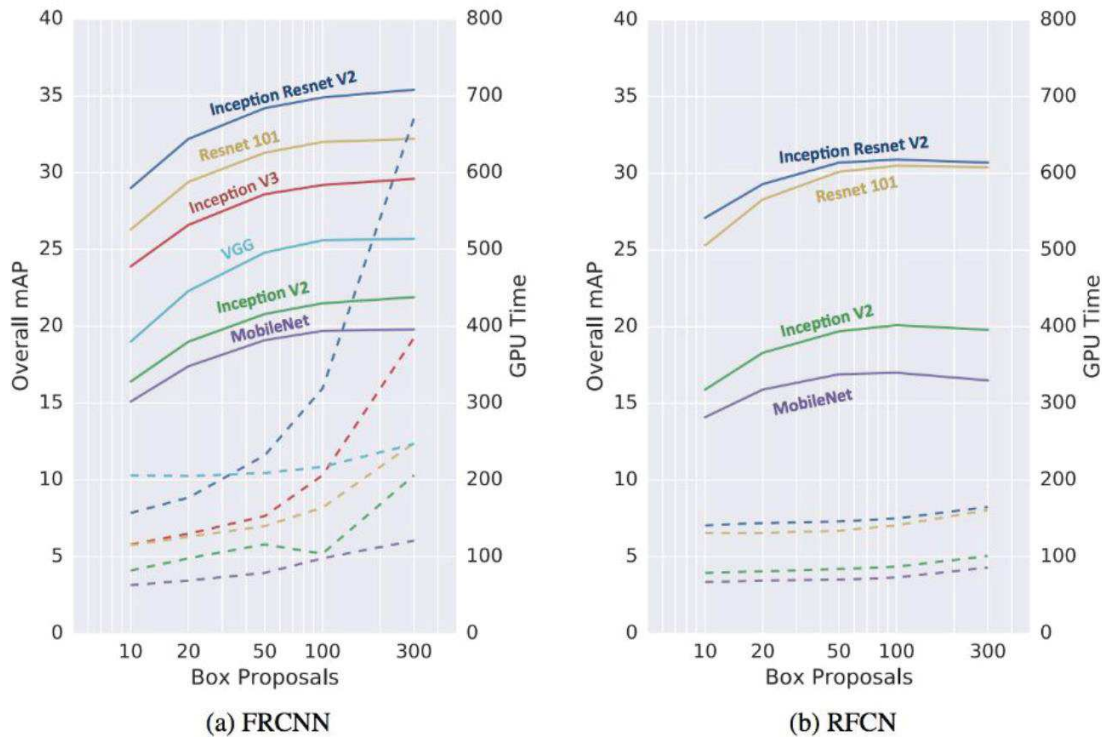 40
35
30
25
20
15
10
5
0
Overall mAP
Inception Resnet V2
Resnet 101
Inception V3
VGG
Inception V2
MobileNet
800
700
600
500
400
300
200
100
0
GPU Time
10 20 50 100 300
Box Proposals
(a) FRCNN
40
35
30
25
20
15
10
5
0
Overall mAP
Inception Resnet V2
Resnet 101
Inception V2
MobileNet
800
700
600
500
400
300
200
100
0
GPU Time
10 20 50 100 300
Box Proposals
(b) RFCN